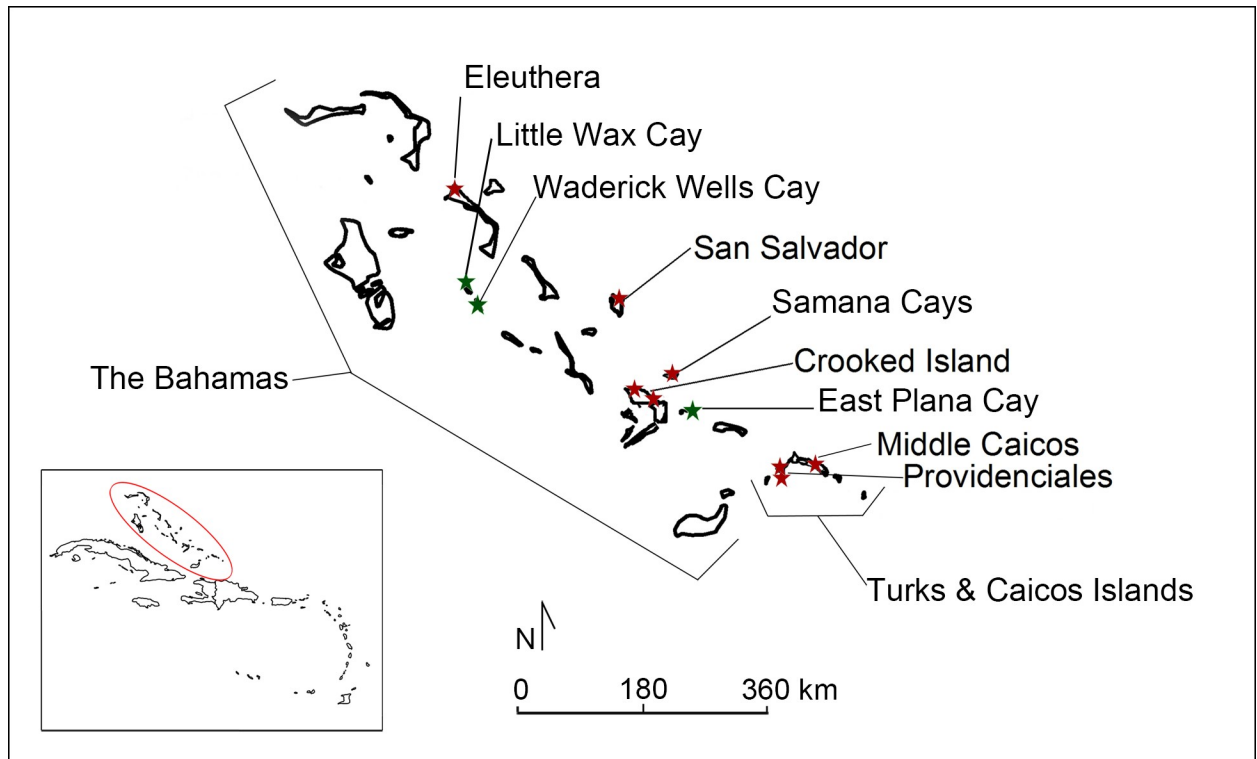 Eleuthera
Little Wax Cay
Waderick Wells Cay
San Salvador
Samana Cays
Crooked Island
The Bahamas
East Plana Cay
Middle Caicos
Providenciales
Turks & Caicos Islands
N
0 180 360 km